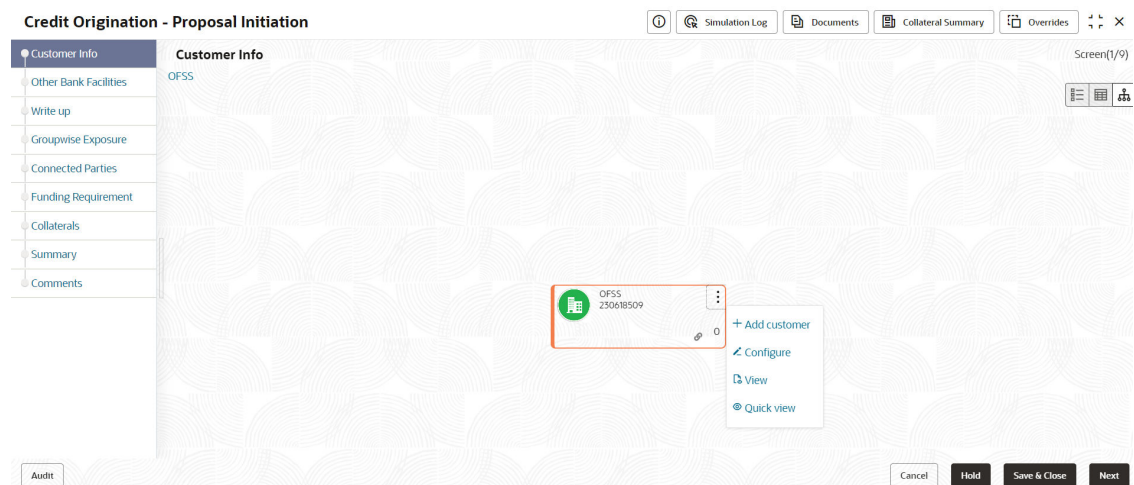 Credit Origination - Proposal Initiation
Simulation Log
Documents
Collateral Summary
Overrides
Customer Info
Other Bank Facilities
Write up
Groupwise Exposure
Connected Parties
Funding Requirement
Collaterals
Summary
Comments
Customer Info
Screen(1/9)
OFSS
OFSS
230618509
0
Add customer
Configure
View
Quick view
Audit
Cancel
Hold
Save & Close
Next